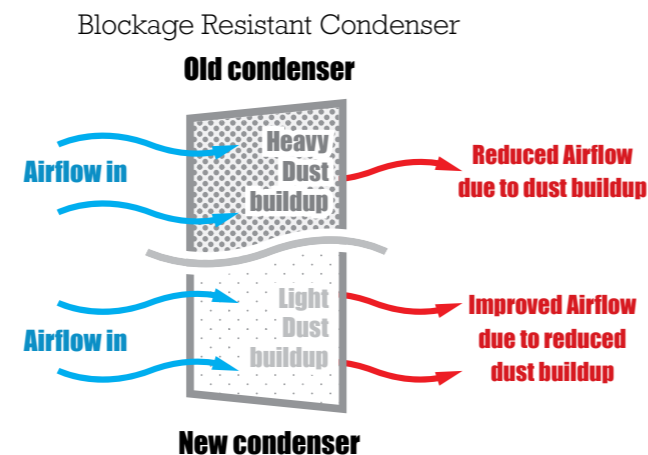 Blockage Resistant Condenser
Old condenser
Airflow in
Heavy
Dust
buildup
Reduced Airflow
due to dust buildup
Airflow in
Light
Dust
buildup
Improved Airflow
due to reduced
dust buildup
New condenser